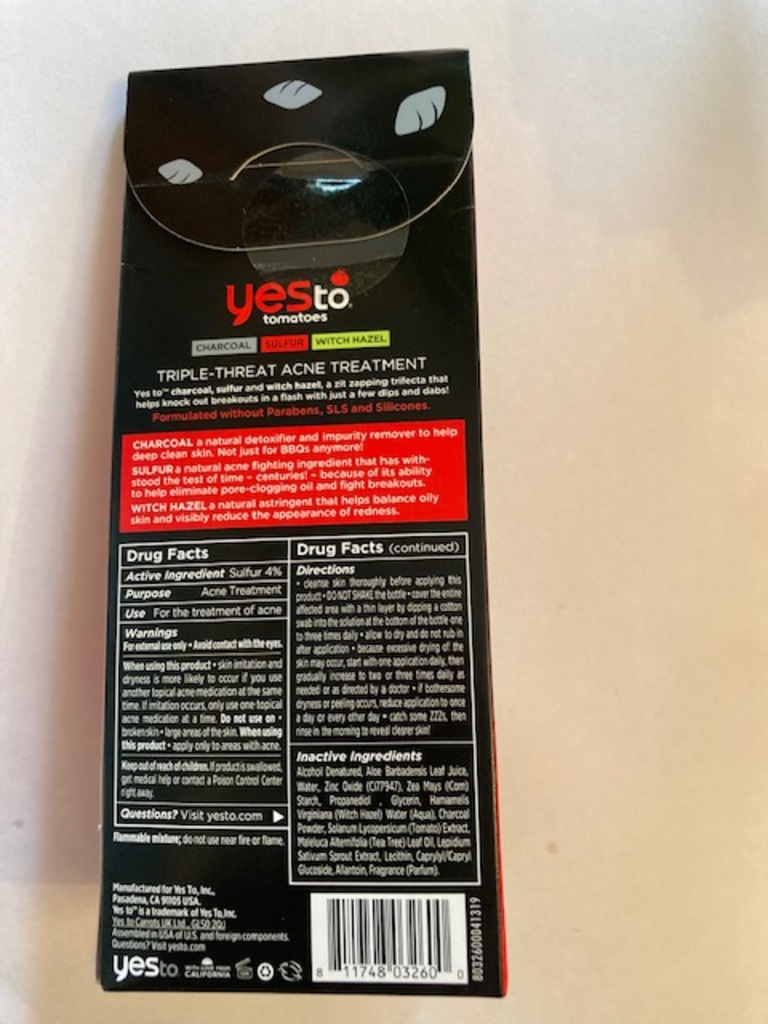 yesto
tomatoes
CHARCOAL SULFUR WITCH HAZEL
TRIPLE-THREAT ACNE TREATMENT
Yes to™ charcoal, sulfur and witch hazel, a zit zapping trifecta that
helps knock out breakouts in a flash with just a few dips and dabs!
Formulated without Parabens, SLS and Silicones.
CHARCOAL a natural detoxifier and impurity remover to help
deep clean skin. Not just for BBQs anymore!
SULFUR a natural acne fighting ingredient that has with-
stood the test of time - centuries! - because of its ability
to help eliminate pore-clogging oil and fight breakouts.
WITCH HAZEL a natural astringent that helps balance oily
skin and visibly reduce the appearance of redness.
Drug Facts
Active Ingredient Sulfur 4%
Purpose Acne Treatment
Use For the treatment of acne
Warnings
For external use only • Avoid contact with the eyes.
When using this product • skin irritation and
dryness is more likely to occur if you use
another topical acne medication at the same
time. If irritation occurs, only use one topical
acne medication at a time. Do not use on •
broken skin • large areas of the skin. When using
this product • apply only to areas with acne.
Keep out of reach of children. If product is swallowed,
get medical help or contact a Poison Control Center
right away.
Questions? Visit yesto.com ▶
Flammable mixture; do not use near fire or flame.
Drug Facts (continued)
Directions
• cleanse skin thoroughly before applying this
product • DO NOT SHAKE the bottle • cover the entire
affected area with a thin layer by dipping a cotton
swab into the solution at the bottom of the bottle one
to three times daily • allow to dry and do not rub in
after application • because excessive drying of the
skin may occur, start with one application daily, then
gradually increase to two or three times daily as
needed or as directed by a doctor • if bothersome
dryness or peeling occurs, reduce application to once
a day or every other day • catch some ZZZs, then
rinse in the morning to reveal clearer skin!
Inactive Ingredients
Alcohol Denatured, Aloe Barbadensis Leaf Juice,
Water, Zinc Oxide (CI77947), Zea Mays (Corn)
Starch, Propanediol, Glycerin, Hamamelis
Virginiana (Witch Hazel) Water (Aqua), Charcoal
Powder, Solanum Lycopersicum (Tomato) Extract,
Maleluca Alternifolia (Tea Tree) Leaf Oil, Lepidium
Sativum Sprout Extract, Lecithin, Caprylyl/Capryl
Glucoside, Allantoin, Fragrance (Parfum).
Manufactured for Yes To, Inc.,
Pasadena, CA 91105 USA.
Yes to™ is a trademark of Yes To, Inc.
Yes to Carrots UK Ltd., GL50 2QJ
Assembled in USA of U.S. and foreign components.
Questions? Visit yesto.com
yesto
WITH LOVE FROM
CALIFORNIA
8 11748 03260 0
8032600041319